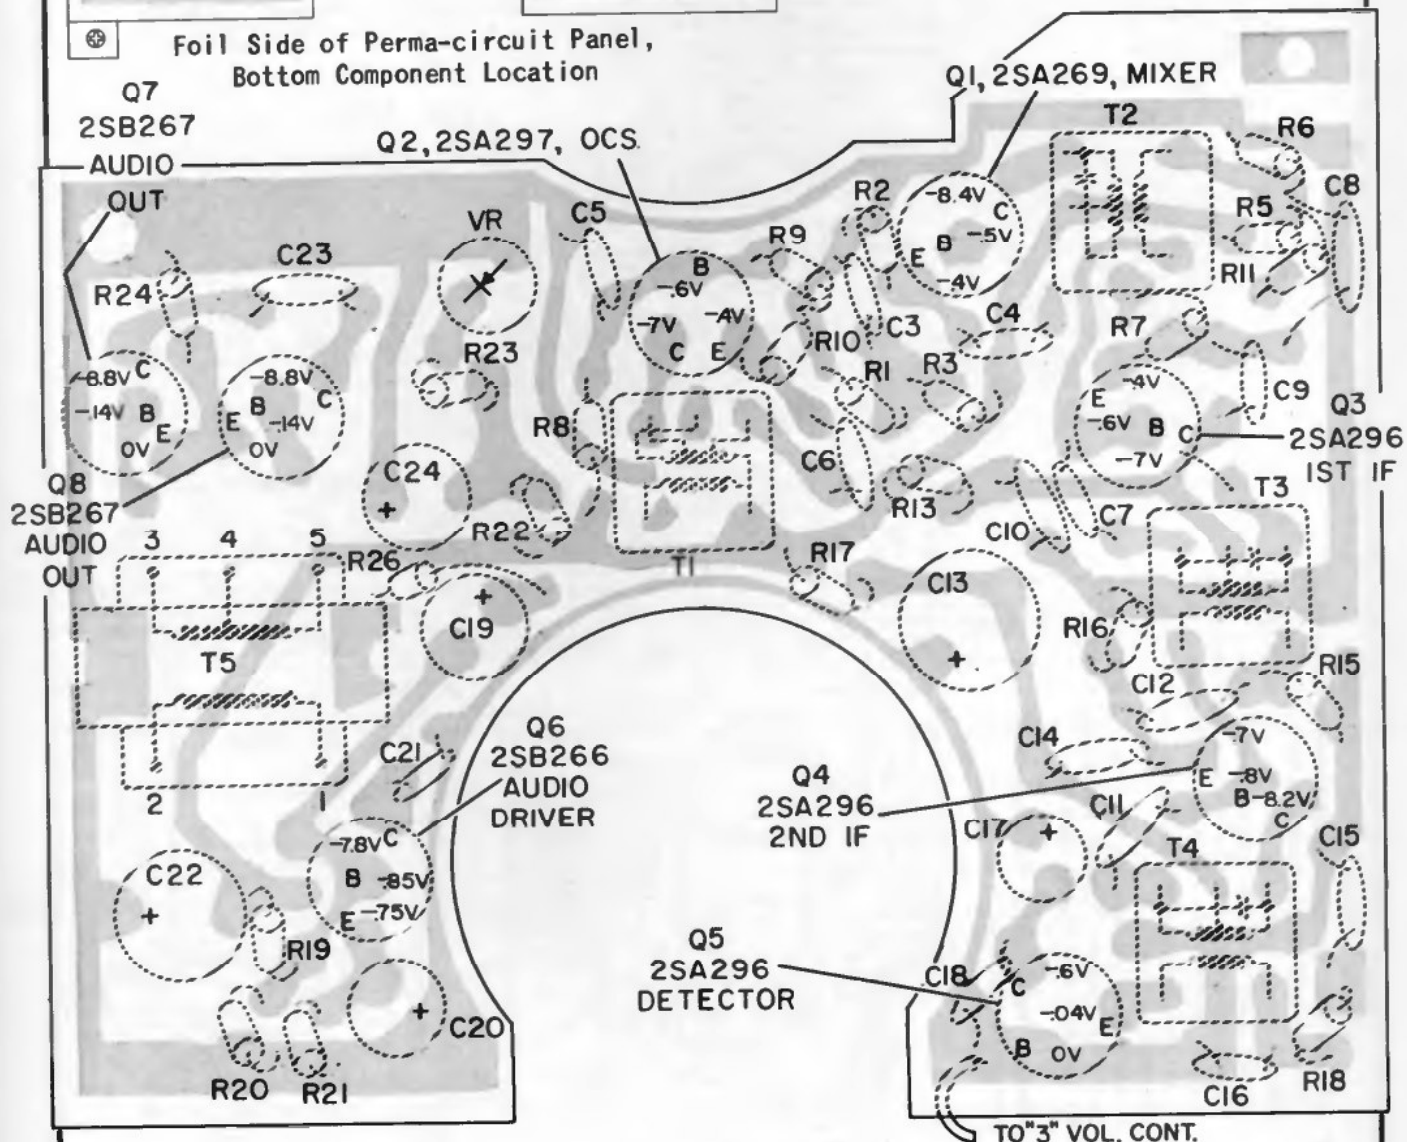 Foil Side of Perma-circuit Panel,
Bottom Component Location
Q1, 2SA269, MIXER
Q7
2SB267
AUDIO
OUT
Q2, 2SA297, OCS.
T2
R6
R2
C8
-8.4V
C
B
-.5V
E
-4V
R5
R11
VR
C5
R9
C23
R24
B
-.6V
-7V
-.4V
C
E
C3
C4
R7
R10
R23
R1
R3
C9
-8.8V
C
-.14V
B
E
0V
-8.8V
B
C
E
-.14V
0V
R8
-.4V
E
-.6V
B
C
-7V
Q3
2SA296
1ST IF
C24
+
C6
Q8
2SB267
AUDIO
OUT
R22
R13
C10
C7
T3
3
4
5
R26
T1
R17
C13
+
+
C19
R16
T5
R15
C12
2
1
C21
Q6
2SB266
AUDIO
DRIVER
C14
-.7V
E
-.8V
B
-8.2V
C
Q4
2SA296
2ND IF
C11
C17
+
T4
C15
-7.8V
C
B
-.85V
E
-.75V
C22
+
R19
Q5
2SA296
DETECTOR
C18
C
-.6V
-.04V
E
B
0V
+
C20
R20
R21
C16
R18
TO "3" VOL. CONT.